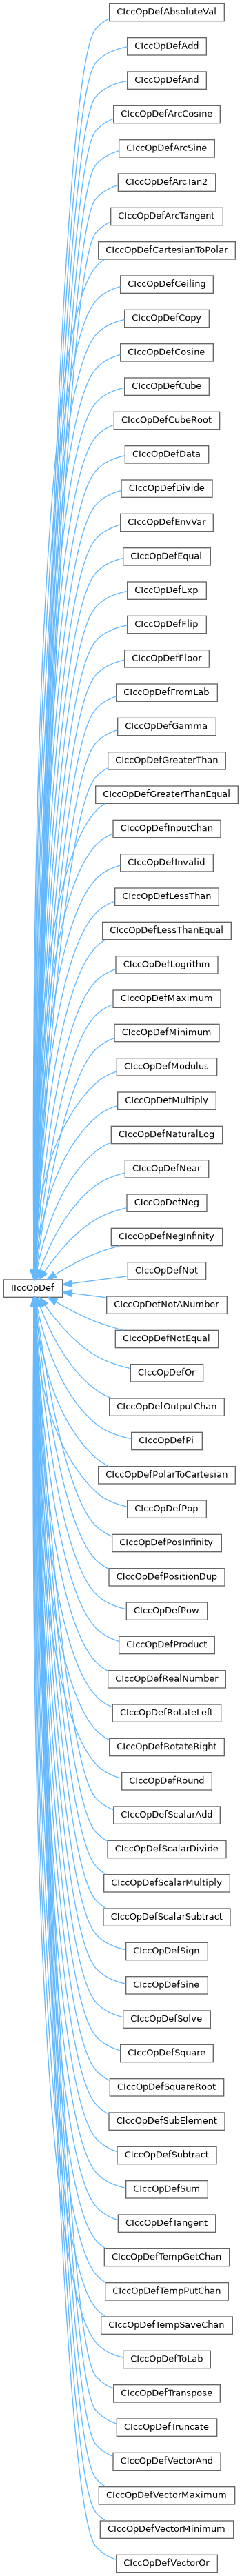 CIccOpDefAbsoluteVal
CIccOpDefAdd
CIccOpDefAnd
CIccOpDefArcCosine
CIccOpDefArcSine
CIccOpDefArcTan2
CIccOpDefArcTangent
CIccOpDefCartesianToPolar
CIccOpDefCeiling
CIccOpDefCopy
CIccOpDefCosine
CIccOpDefCube
CIccOpDefCubeRoot
CIccOpDefData
CIccOpDefDivide
CIccOpDefEnvVar
CIccOpDefEqual
CIccOpDefExp
CIccOpDefFlip
CIccOpDefFloor
CIccOpDefFromLab
CIccOpDefGamma
CIccOpDefGreaterThan
CIccOpDefGreaterThanEqual
CIccOpDefInputChan
CIccOpDefInvalid
CIccOpDefLessThan
CIccOpDefLessThanEqual
CIccOpDefLogrithm
CIccOpDefMaximum
CIccOpDefMinimum
CIccOpDefModulus
CIccOpDefMultiply
CIccOpDefNaturalLog
CIccOpDefNear
CIccOpDefNeg
CIccOpDefNegInfinity
CIccOpDefNot
IIccOpDef
CIccOpDefNotANumber
CIccOpDefNotEqual
CIccOpDefOr
CIccOpDefOutputChan
CIccOpDefPi
CIccOpDefPolarToCartesian
CIccOpDefPop
CIccOpDefPosInfinity
CIccOpDefPositionDup
CIccOpDefPow
CIccOpDefProduct
CIccOpDefRealNumber
CIccOpDefRotateLeft
CIccOpDefRotateRight
CIccOpDefRound
CIccOpDefScalarAdd
CIccOpDefScalarDivide
CIccOpDefScalarMultiply
CIccOpDefScalarSubtract
CIccOpDefSign
CIccOpDefSine
CIccOpDefSolve
CIccOpDefSquare
CIccOpDefSquareRoot
CIccOpDefSubElement
CIccOpDefSubtract
CIccOpDefSum
CIccOpDefTangent
CIccOpDefTempGetChan
CIccOpDefTempPutChan
CIccOpDefTempSaveChan
CIccOpDefToLab
CIccOpDefTranspose
CIccOpDefTruncate
CIccOpDefVectorAnd
CIccOpDefVectorMaximum
CIccOpDefVectorMinimum
CIccOpDefVectorOr